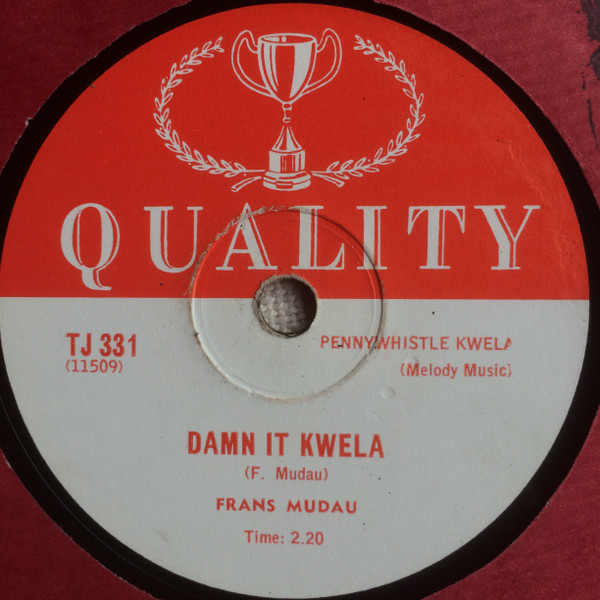 QUALITY
TJ 331
(11509)
PENNYWHISTLE KWELA
(Melody Music)
DAMN IT KWELA
(F. Mudau)
FRANS MUDAU
Time: 2.20